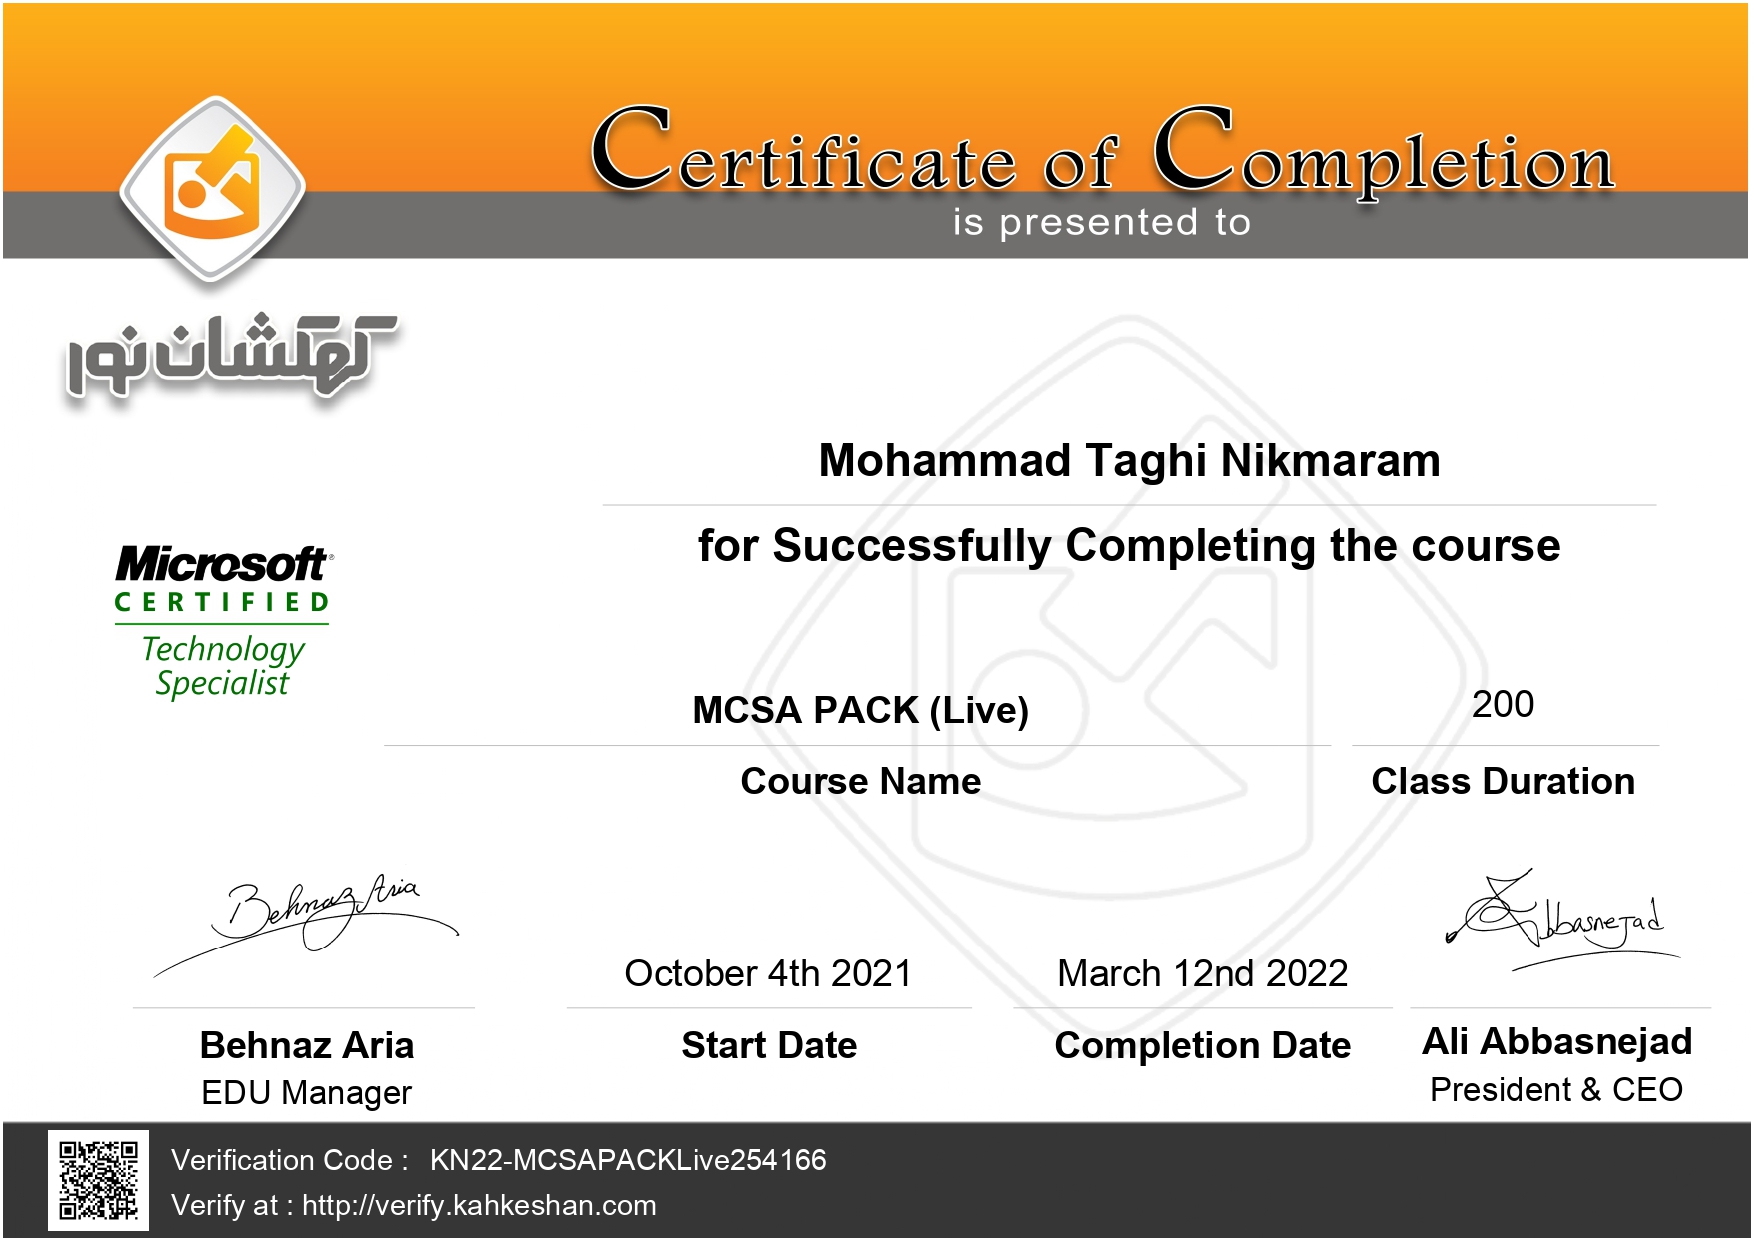 Certificate of Completion
is presented to
کهکشان نور
Mohammad Taghi Nikmaram
for Successfully Completing the course
Microsoft®
CERTIFIED
Technology
Specialist
MCSA PACK (Live)
200
Course Name
Class Duration
Behnaz Aria
Abbasnejad
October 4th 2021
March 12nd 2022
Behnaz Aria
Start Date
Completion Date
Ali Abbasnejad
EDU Manager
President & CEO
Verification Code : KN22-MCSAPACKLive254166
Verify at : http://verify.kahkeshan.com